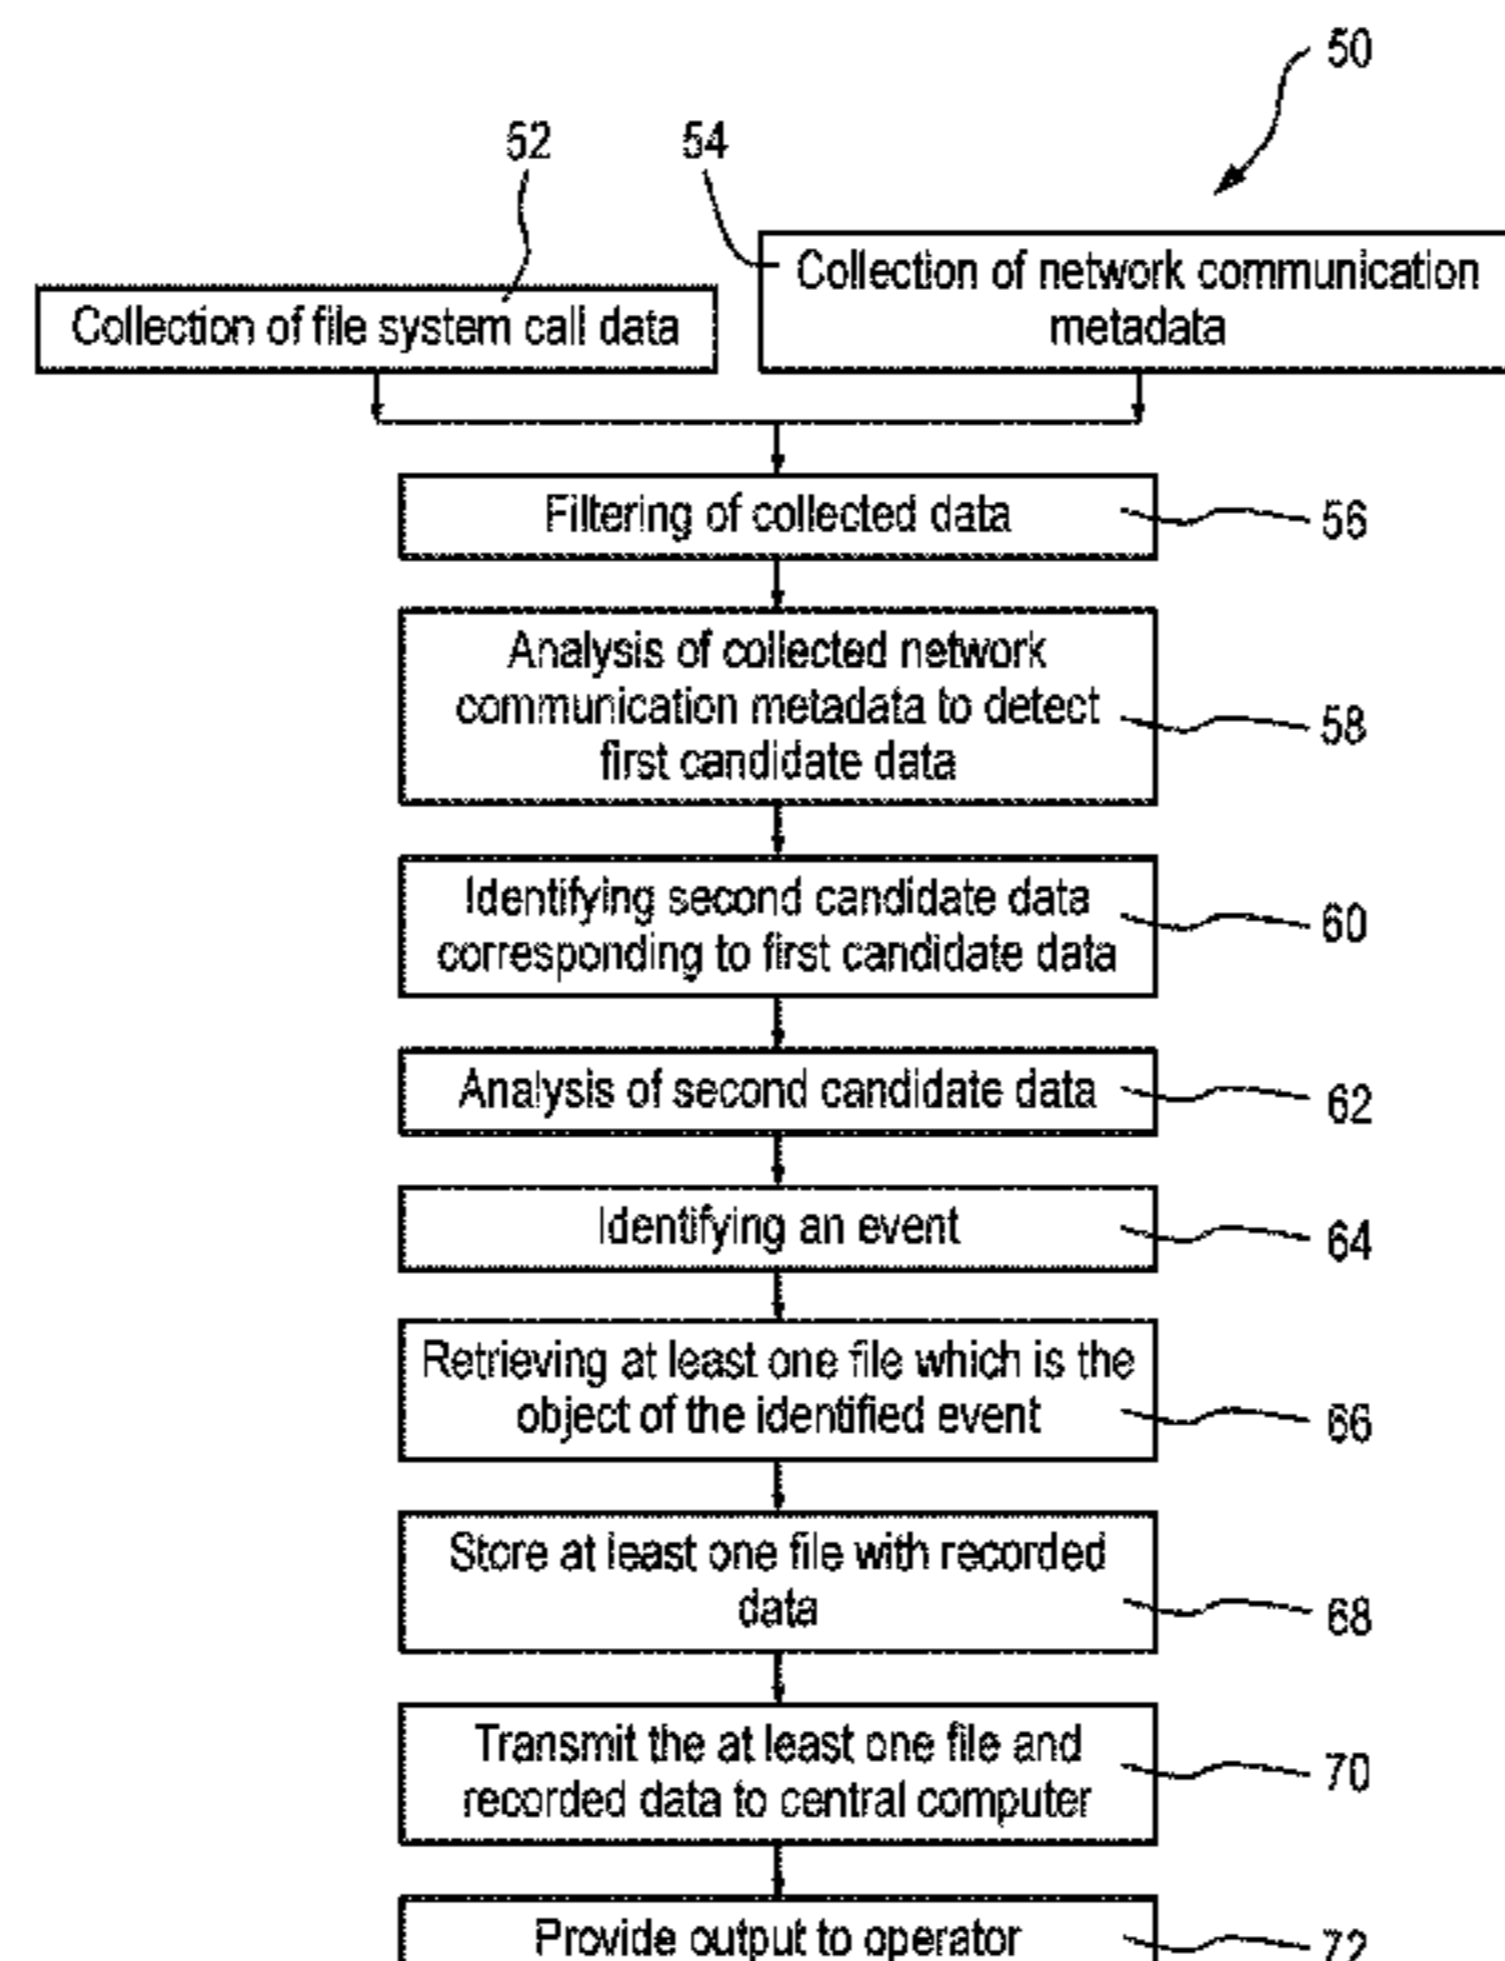 50
52
54
Collection of file system call data
Collection of network communication
metadata
Filtering of collected data
56
Analysis of collected network
communication metadata to detect
first candidate data
58
Identifying second candidate data
corresponding to first candidate data
60
Analysis of second candidate data
62
Identifying an event
64
Retrieving at least one file which is the
object of the identified event
66
Store at least one file with recorded
data
68
Transmit the at least one file and
recorded data to central computer
70
Provide output to operator
72